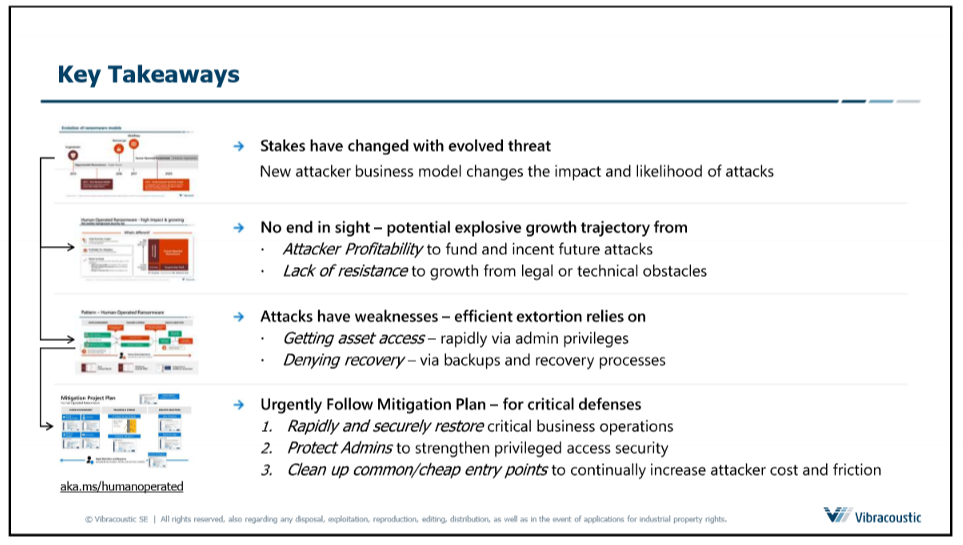 Key Takeaways
Evolution of ransomware models
→ Stakes have changed with evolved threat
New attacker business model changes the impact and likelihood of attacks
Human Operated Ransomware - high impact & growing
What's different?
→ No end in sight – potential explosive growth trajectory from
· Attacker Profitability to fund and incent future attacks
· Lack of resistance to growth from legal or technical obstacles
Pattern – Human Operated Ransomware
→ Attacks have weaknesses – efficient extortion relies on
· Getting asset access – rapidly via admin privileges
· Denying recovery – via backups and recovery processes
Mitigation Project Plan
→ Urgently Follow Mitigation Plan – for critical defenses
1. Rapidly and securely restore critical business operations
2. Protect Admins to strengthen privileged access security
3. Clean up common/cheap entry points to continually increase attacker cost and friction
aka.ms/humanoperated
© Vibracoustic SE | All rights reserved, also regarding any disposal, exploitation, reproduction, editing, distribution, as well as in the event of applications for industrial property rights.
Vibracoustic